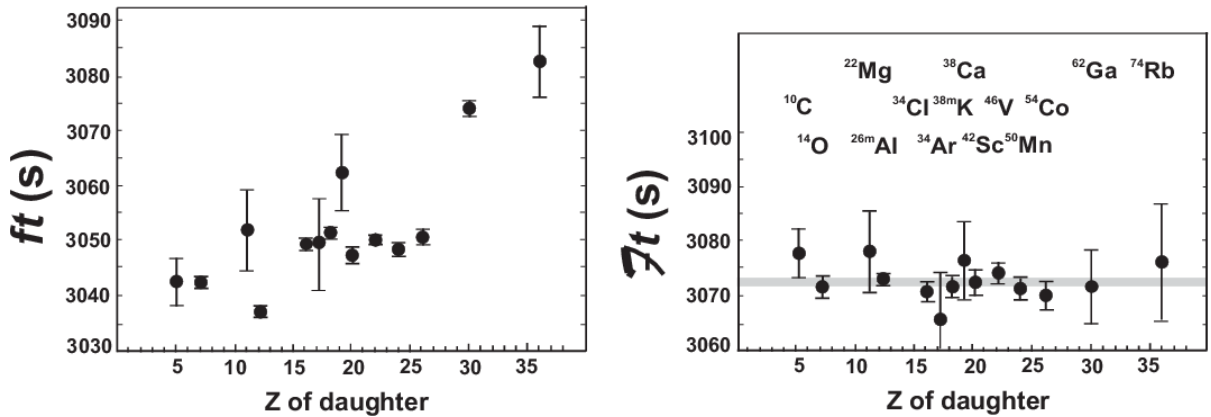 3090
3080
3070
3060
3050
3040
3030
ft (s)
5 10 15 20 25 30 35
Z of daughter
22Mg 38Ca 62Ga 74Rb
10C 34Cl 38mK 46V 54Co
14O 26mAl 34Ar 42Sc 50Mn
3100
3090
3080
3070
3060
ℱt (s)
5 10 15 20 25 30 35
Z of daughter